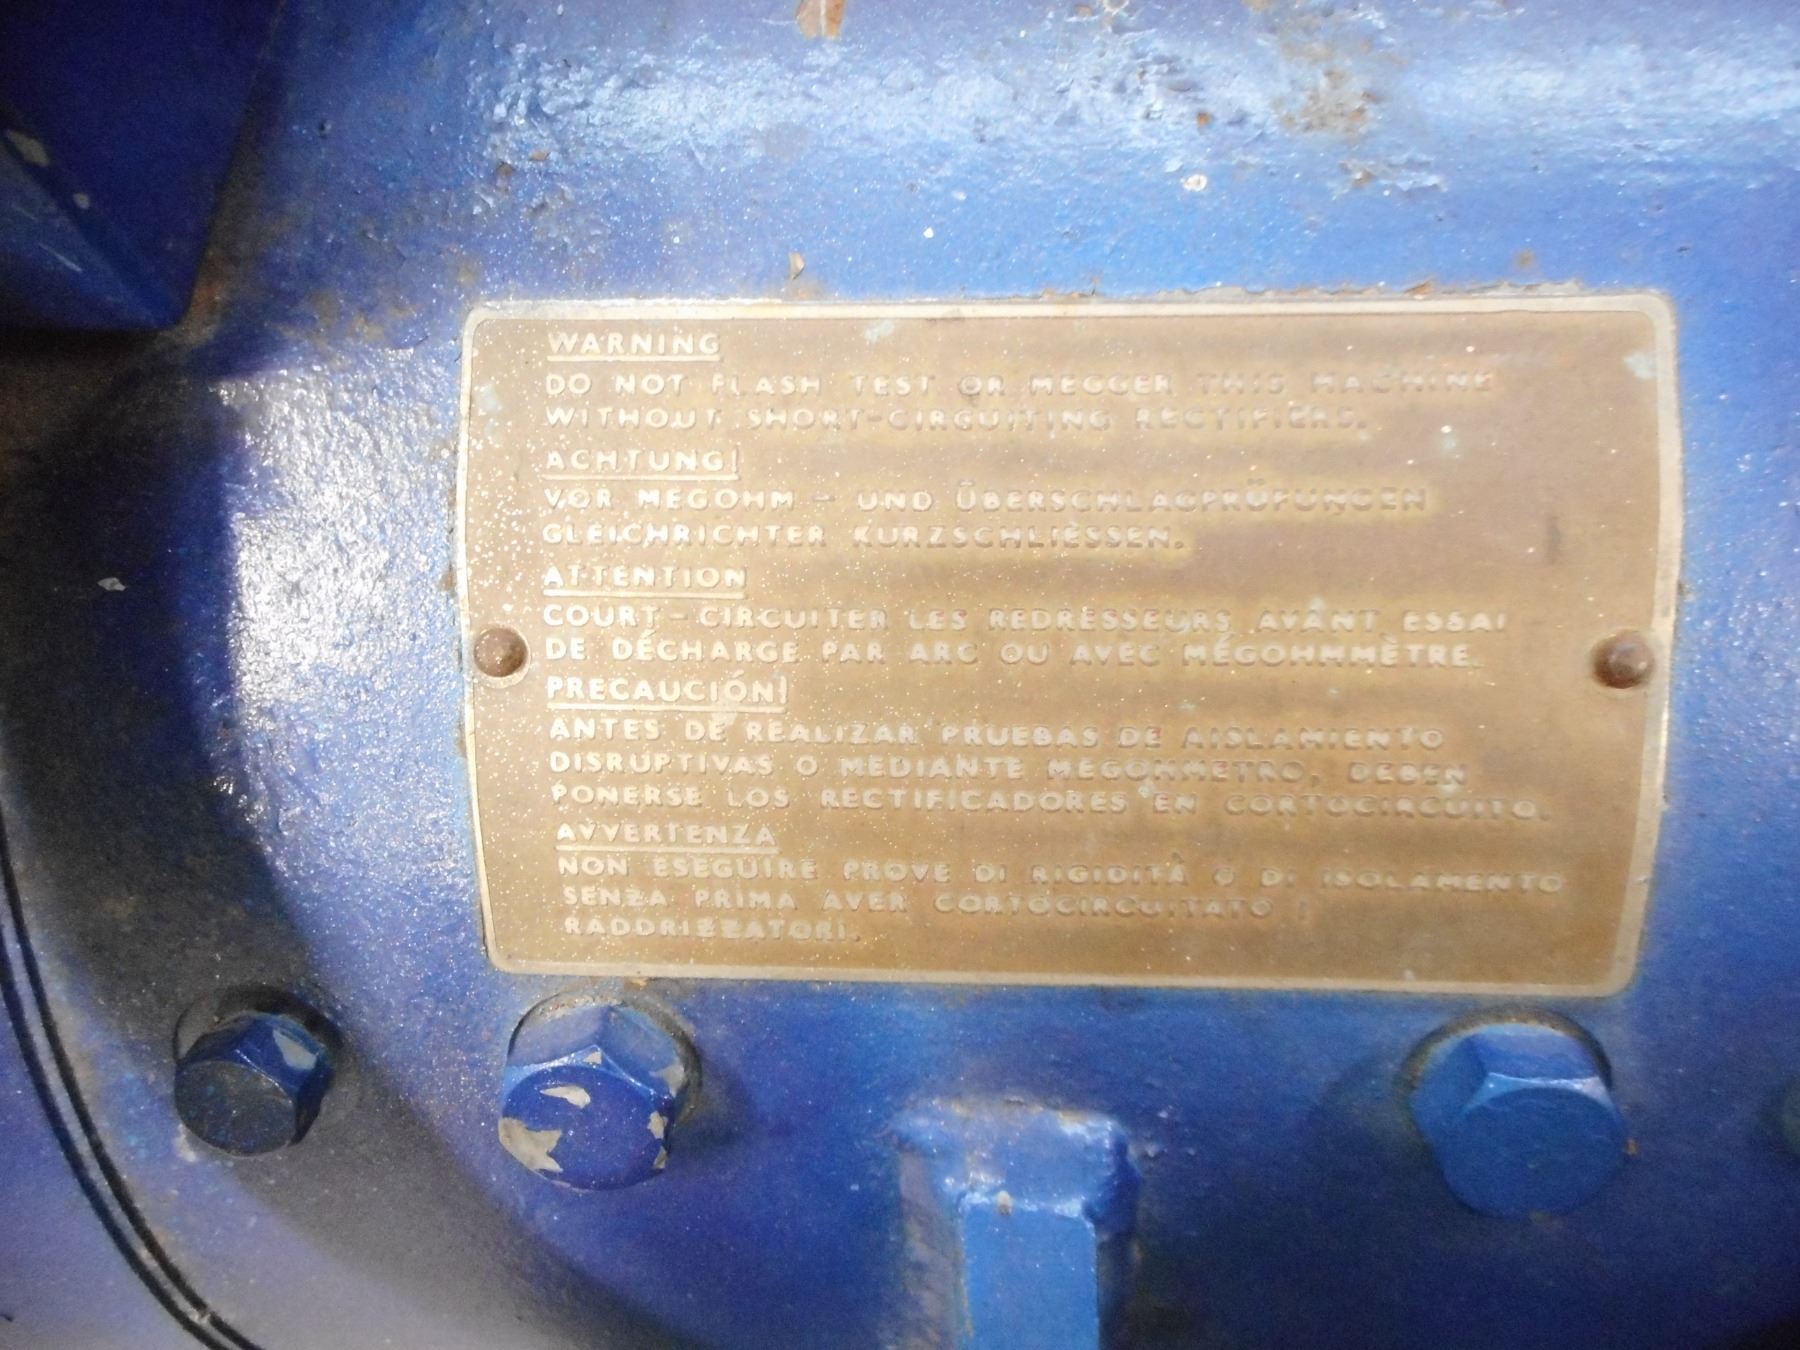 WARNING
DO NOT FLASH TEST OR MEGGER THIS MACHINE
WITHOUT SHORT-CIRCUITING RECTIFIERS.
ACHTUNG!
VOR MEGOHM - UND ÜBERSCHLAGPRÜFUNGEN
GLEICHRICHTER KURZSCHLIESSEN.
ATTENTION
COURT-CIRCUITER LES REDRESSEURS AVANT ESSAI
DE DÉCHARGE PAR ARC OU AVEC MÉGOHMMÈTRE.
PRECAUCIÓN!
ANTES DE REALIZAR PRUEBAS DE AISLAMIENTO
DISRUPTIVAS O MEDIANTE MEGOHMETRO, DEBEN
PONERSE LOS RECTIFICADORES EN CORTOCIRCUITO.
AVVERTENZA
NON ESEGUIRE PROVE DI RIGIDITÀ O DI ISOLAMENTO
SENZA PRIMA AVER CORTOCIRCUITATO I
RADDRIZZATORI.